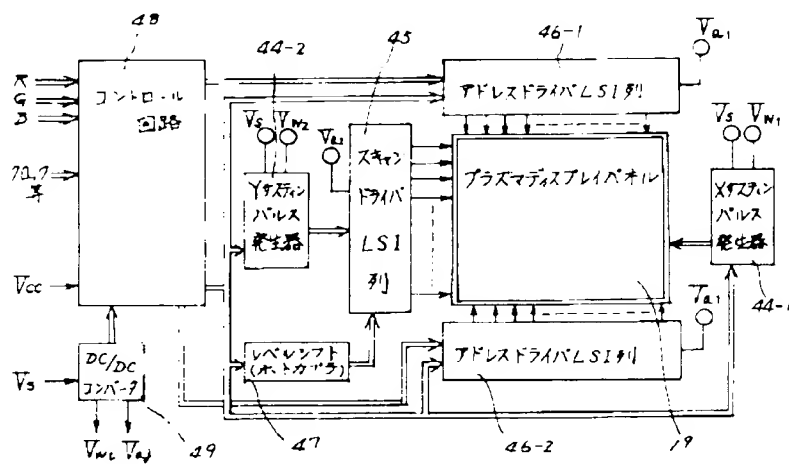 48
44-2
45
46-1
Va1
R
G
B
コントロール
回路
クロック
等
Vcc
Vs
Vw2
Va2
Yサスティン
パルス
発生器
スキャン
ドライバ
LSI
列
アドレスドライバLSI列
プラズマディスプレイパネル
Vs
Vw1
Xサスティン
パルス
発生器
44-1
Va1
レベルシフト
(ホトカプラ)
アドレスドライバLSI列
DC/DC
コンバータ
Vs
49
47
46-2
19